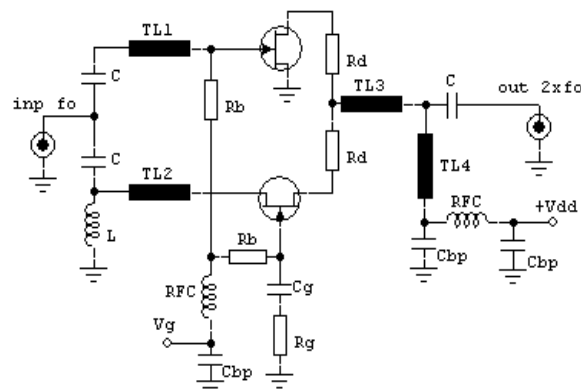 TL1
Rd
C
TL3
C
out 2xfo
inp fo
Rb
C
Rd
TL2
TL4
RFC
+Vdd
L
Rb
Cbp
Cbp
RFC
Cg
Vg
Rg
Cbp